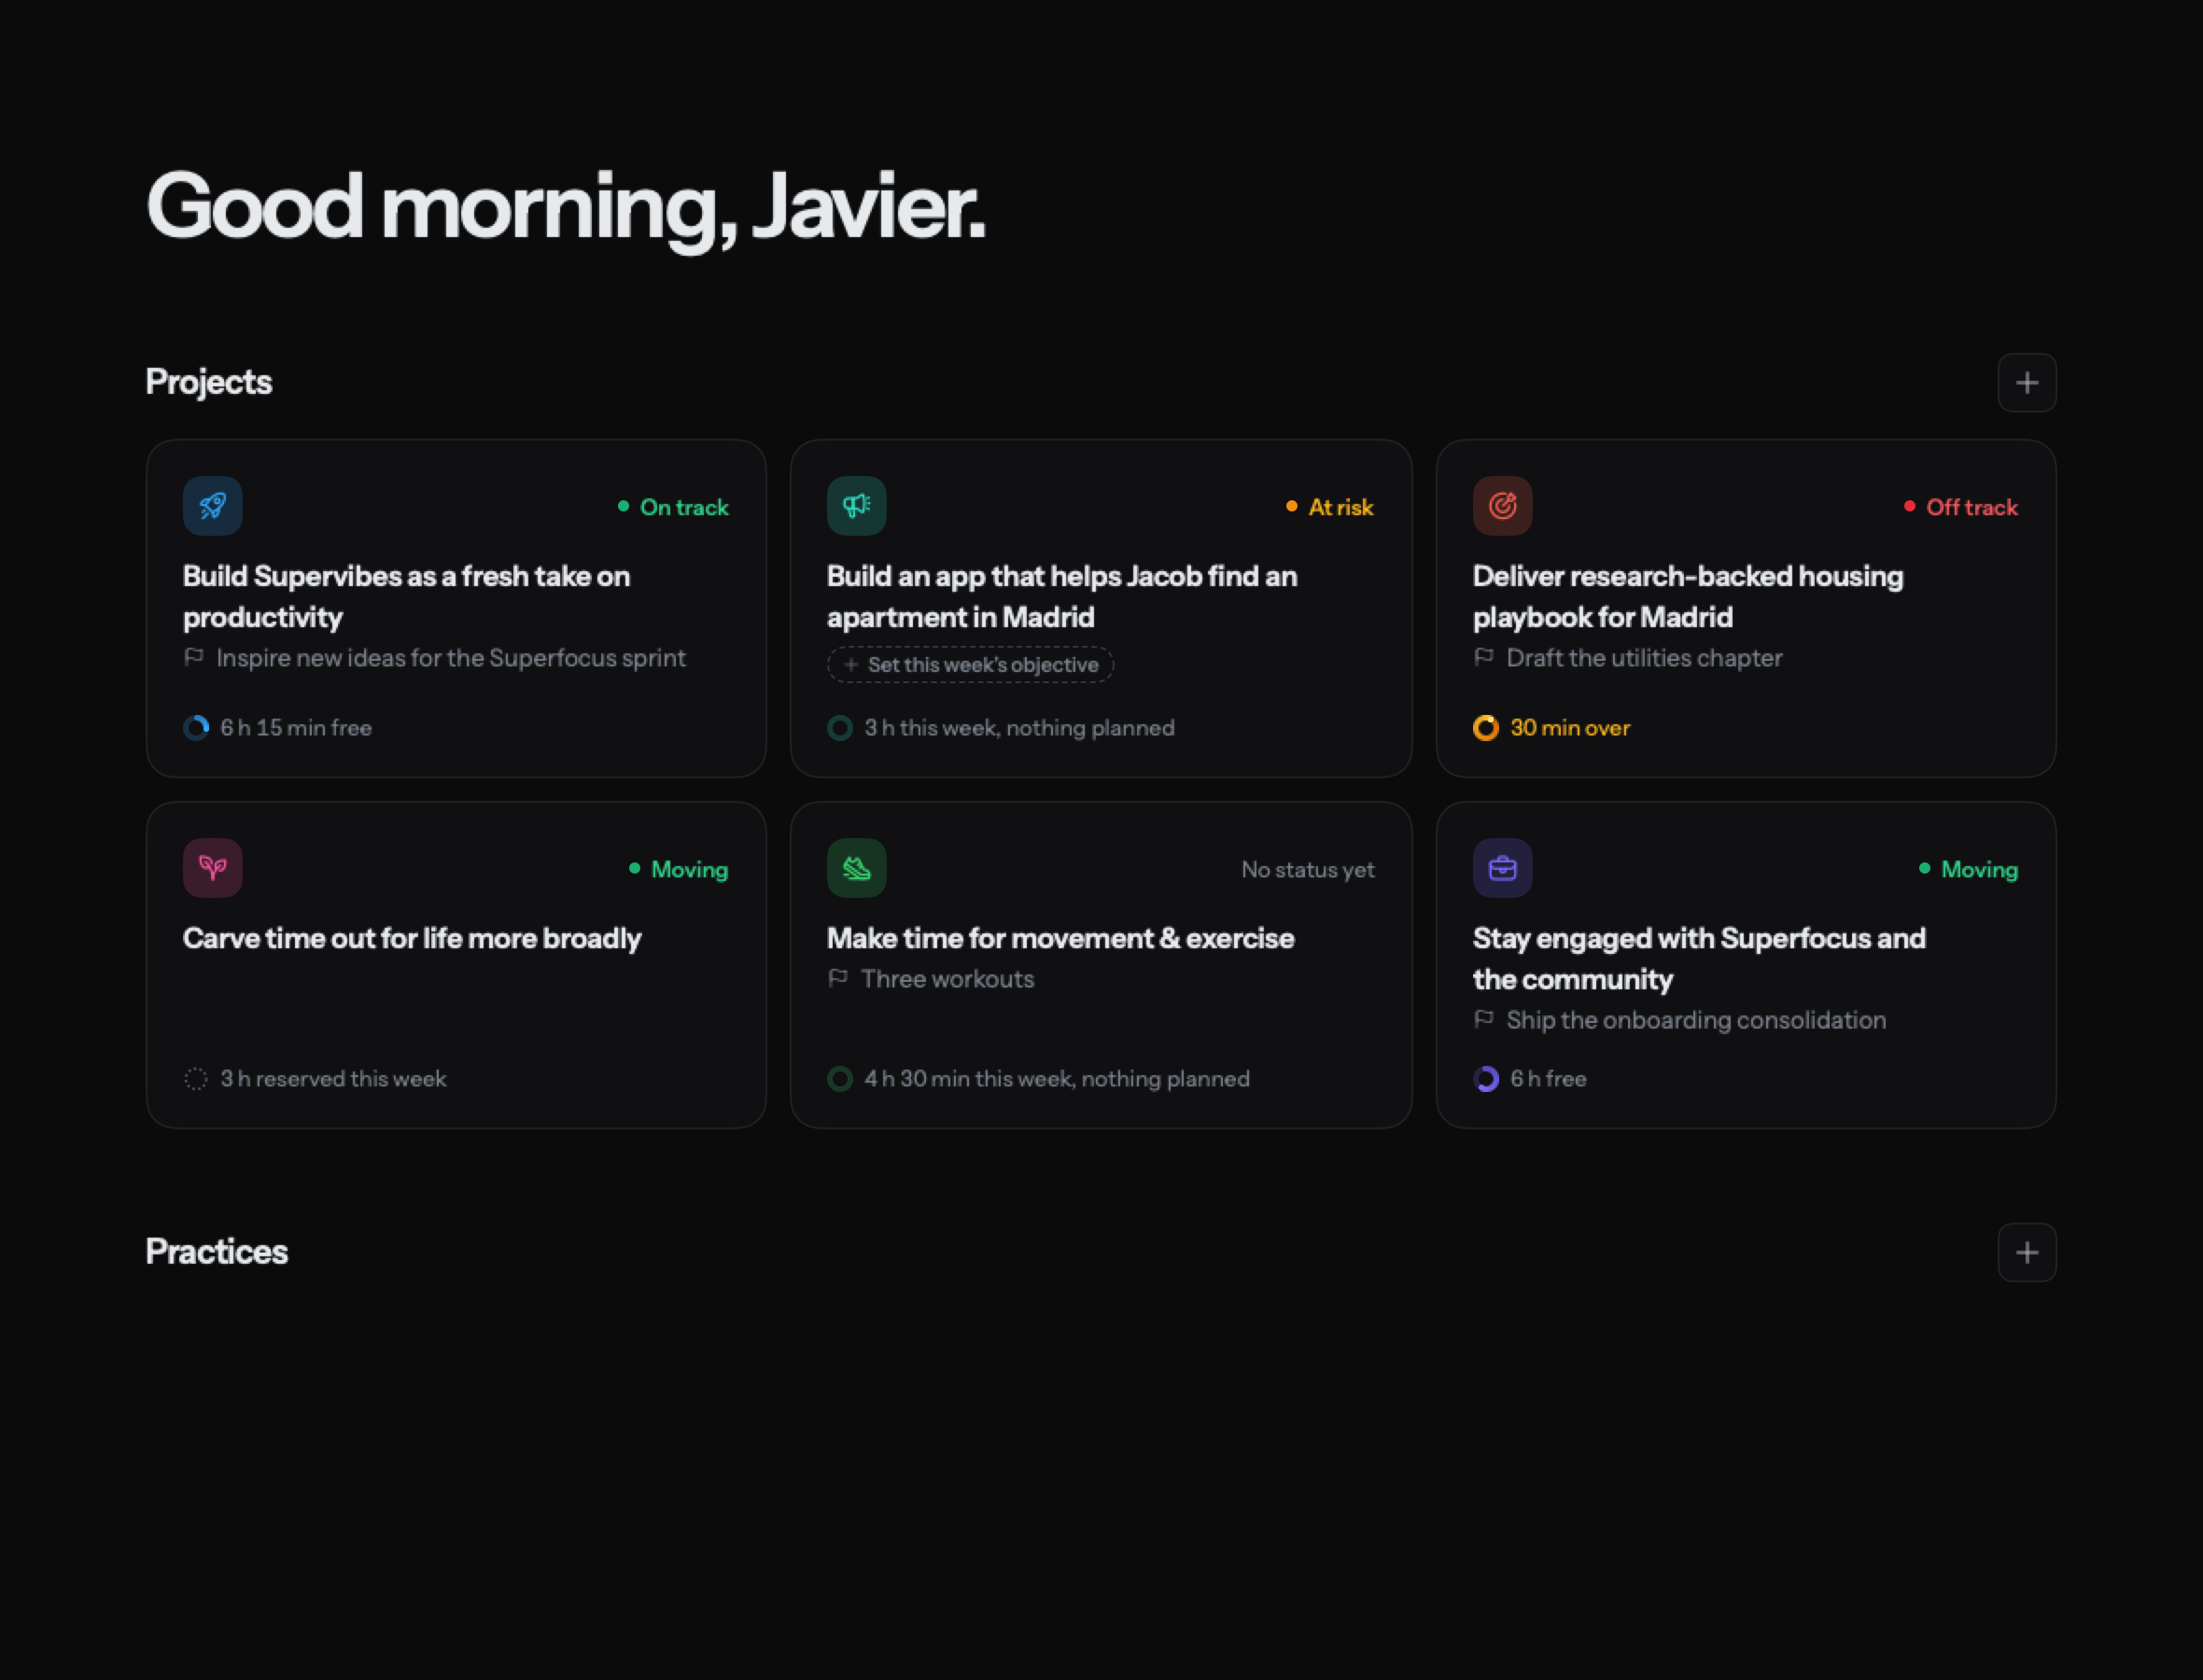 Good morning, Javier.
Projects
On track
Build Supervibes as a fresh take on
productivity
Inspire new ideas for the Superfocus sprint
6 h 15 min free
At risk
Build an app that helps Jacob find an
apartment in Madrid
+ Set this week's objective
3 h this week, nothing planned
Off track
Deliver research-backed housing
playbook for Madrid
Draft the utilities chapter
30 min over
Moving
Carve time out for life more broadly
3 h reserved this week
No status yet
Make time for movement & exercise
Three workouts
4 h 30 min this week, nothing planned
Moving
Stay engaged with Superfocus and
the community
Ship the onboarding consolidation
6 h free
Practices